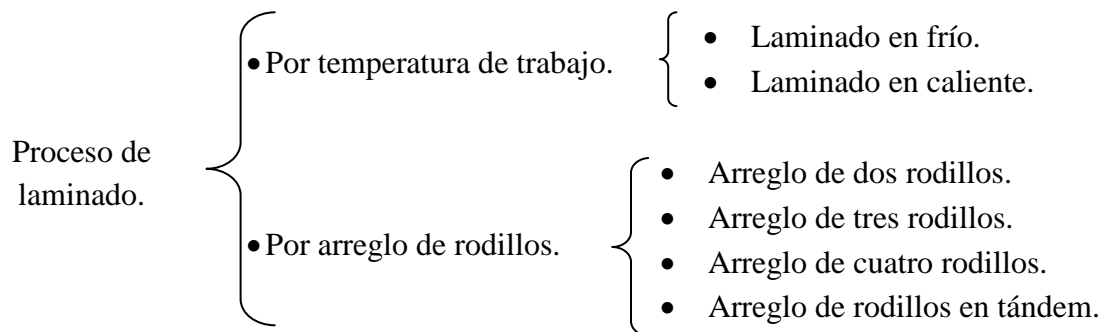 Proceso de
laminado.
• Por temperatura de trabajo.
• Laminado en frío.
• Laminado en caliente.
• Por arreglo de rodillos.
• Arreglo de dos rodillos.
• Arreglo de tres rodillos.
• Arreglo de cuatro rodillos.
• Arreglo de rodillos en tándem.